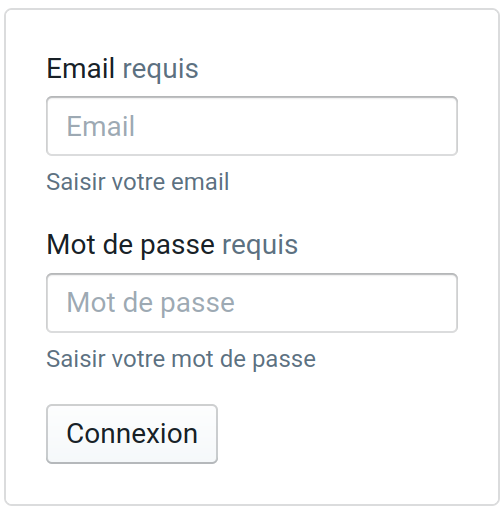 Email requis
Email
Saisir votre email
Mot de passe requis
Mot de passe
Saisir votre mot de passe
Connexion